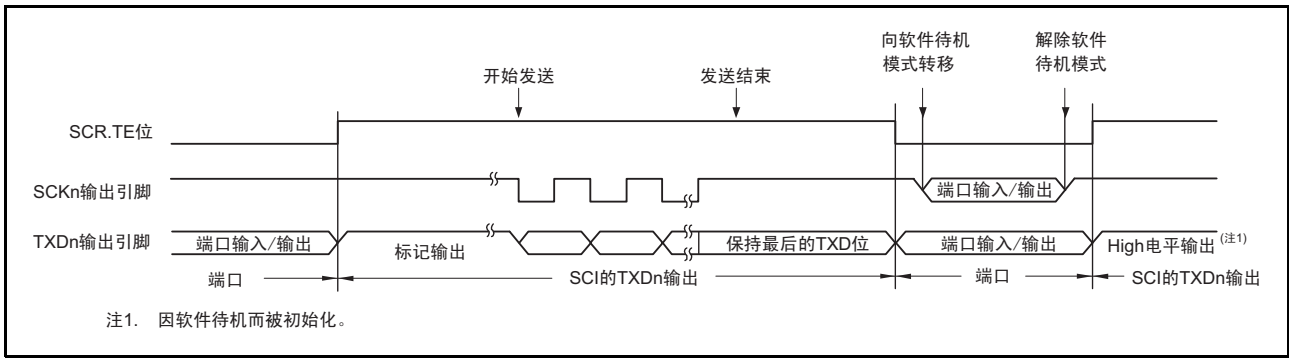 向软件待机
模式转移
解除软件
待机模式
开始发送
发送结束
SCR.TE位
SCKn输出引脚
端口输入/输出
TXDn输出引脚
端口输入/输出
标记输出
保持最后的TXD位
端口输入/输出
High电平输出(注1)
端口
SCI的TXDn输出
端口
SCI的TXDn输出
注1. 因软件待机而被初始化。